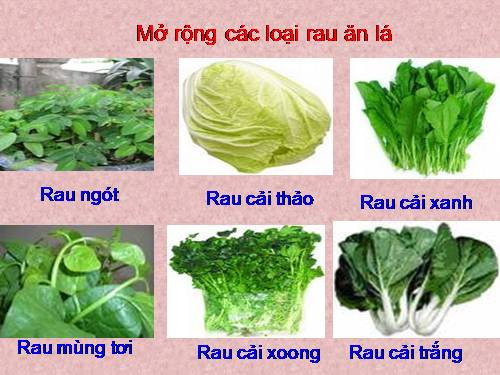 Mở rộng các loại rau ăn lá
Rau ngót
Rau cải thảo
Rau cải xanh
Rau mùng tơi
Rau cải xoong
Rau cải trắng